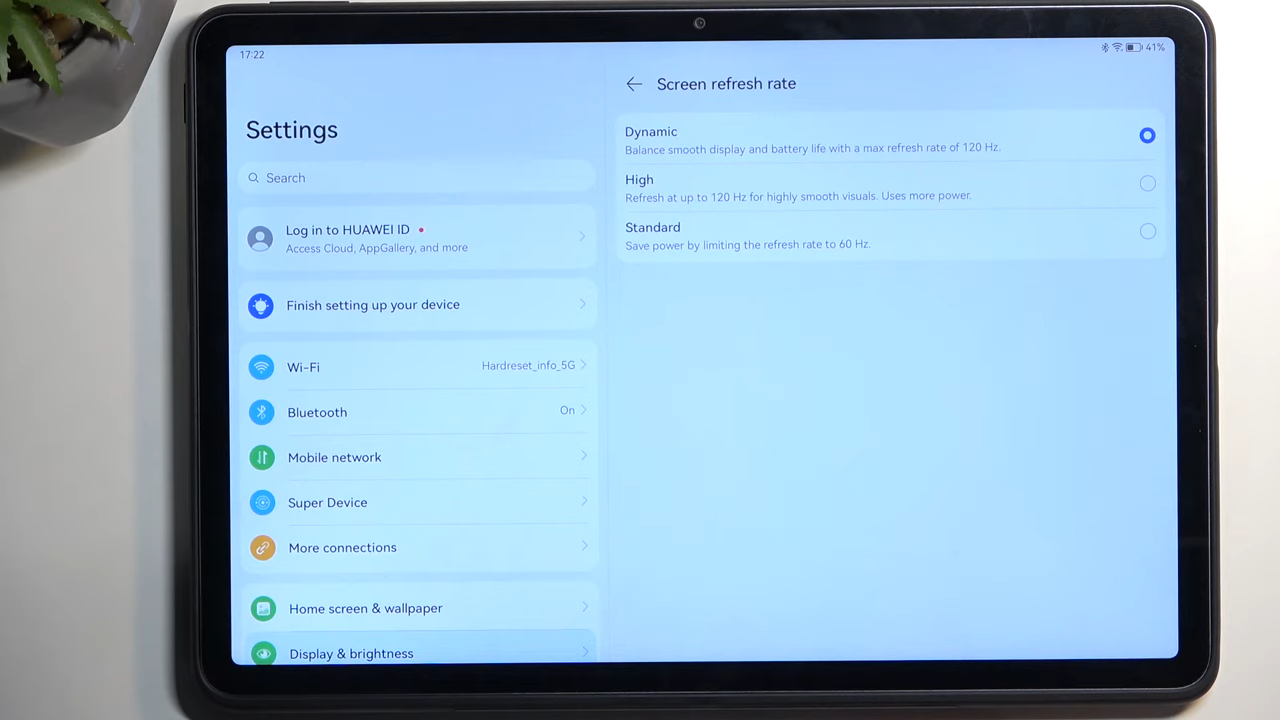 17:22
41%
Settings
Search
Log in to HUAWEI ID
Access Cloud, AppGallery, and more
Finish setting up your device
Wi-Fi
Hardreset_info_5G
Bluetooth
On
Mobile network
Super Device
More connections
Home screen & wallpaper
Display & brightness
Screen refresh rate
Dynamic
Balance smooth display and battery life with a max refresh rate of 120 Hz.
High
Refresh at up to 120 Hz for highly smooth visuals. Uses more power.
Standard
Save power by limiting the refresh rate to 60 Hz.